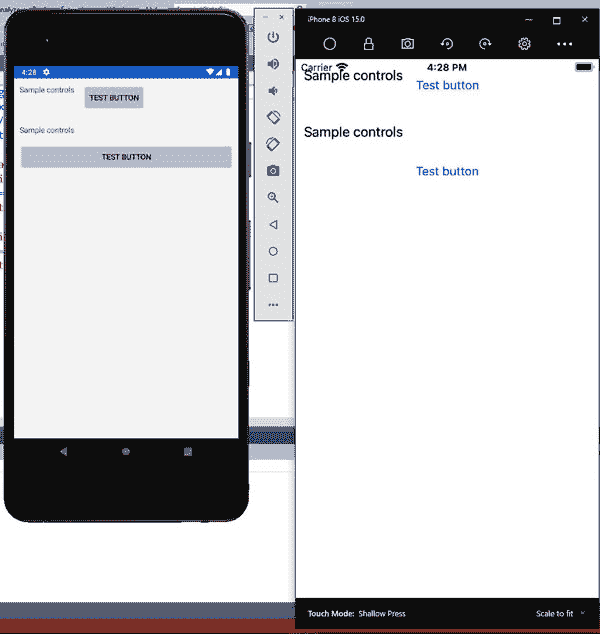 4:28
Sample controls
TEST BUTTON
Sample controls
TEST BUTTON
iPhone 8 iOS 15.0
Carrier
4:28 PM
Sample controls
Test button
Sample controls
Test button
Touch Mode: Shallow Press
Scale to fit